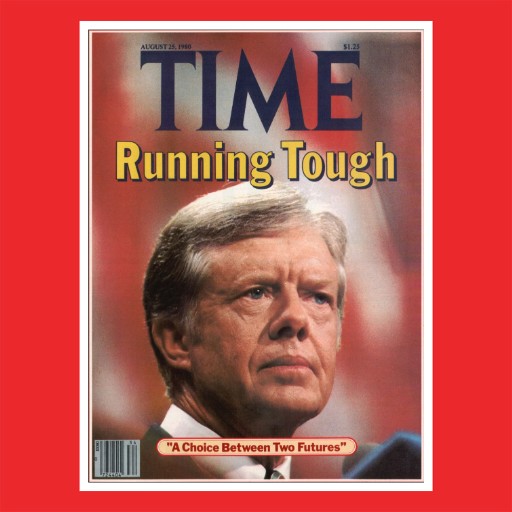 AUGUST 25, 1980
$1.25
TIME
Running Tough
"A Choice Between Two Futures"